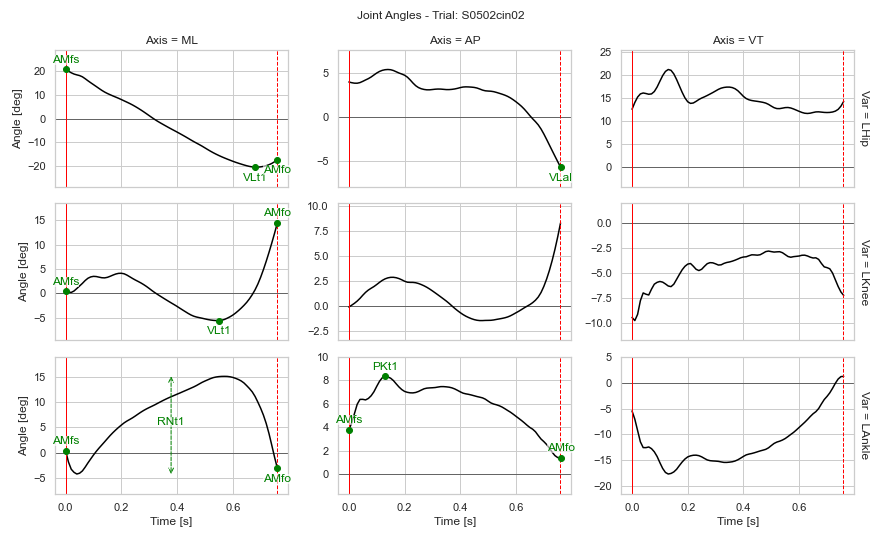 Joint Angles - Trial: S0502cin02
Axis = ML
Axis = AP
Axis = VT
Angle [deg]
20
10
0
−10
−20
AMfs
VLt1
AMfo
5
0
−5
VLal
25
20
15
10
5
0
Var = LHip
Angle [deg]
15
10
5
0
−5
AMfs
VLt1
AMfo
10.0
7.5
5.0
2.5
0.0
−2.5
0.0
−2.5
−5.0
−7.5
−10.0
Var = LKnee
Angle [deg]
15
10
5
0
−5
AMfs
RNt1
AMfo
0.0
0.2
0.4
0.6
Time [s]
10
8
6
4
2
0
AMfs
PKt1
AMfo
0.0
0.2
0.4
0.6
Time [s]
5
0
−5
−10
−15
−20
0.0
0.2
0.4
0.6
Time [s]
Var = LAnkle